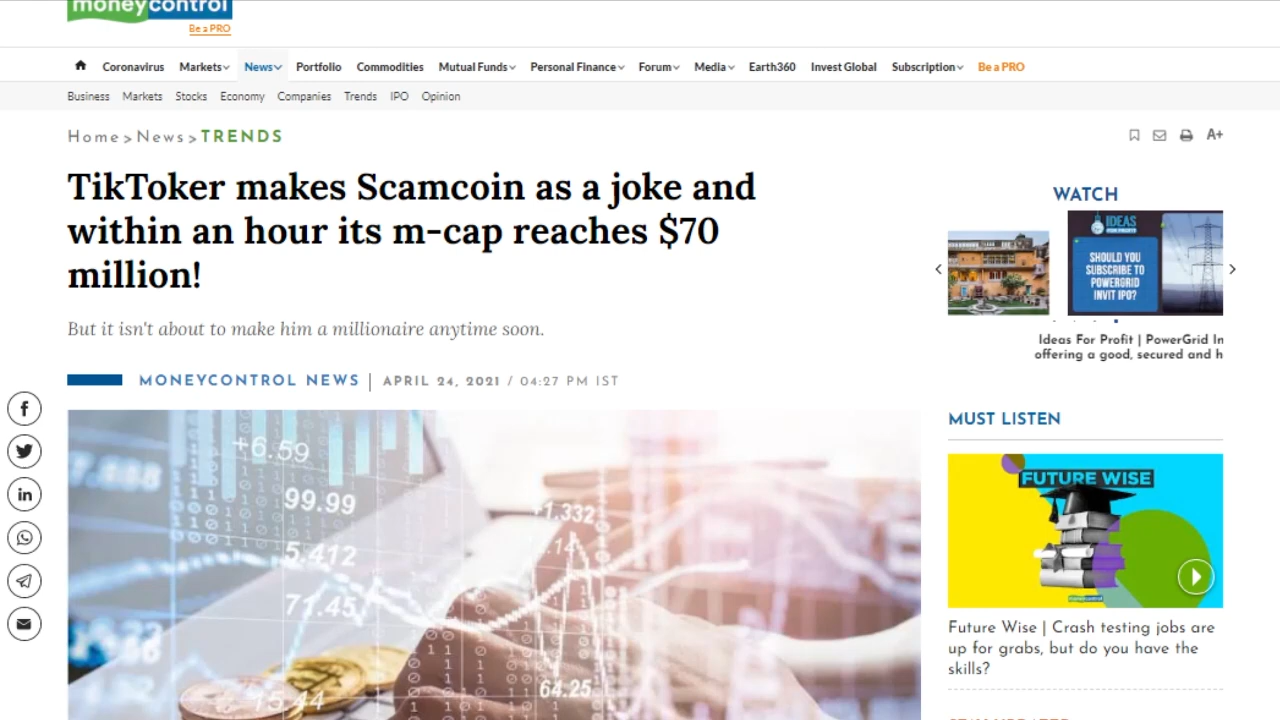 moneycontrol
Be a PRO
Coronavirus Markets News Portfolio Commodities Mutual Funds Personal Finance Forum Media Earth360 Invest Global Subscription Be a PRO
Business Markets Stocks Economy Companies Trends IPO Opinion
Home > News > TRENDS
A+
TikToker makes Scamcoin as a joke and
within an hour its m-cap reaches $70
million!
But it isn't about to make him a millionaire anytime soon.
MONEYCONTROL NEWS | APRIL 24, 2021 / 04:27 PM IST
+6.59
99.99
5.412
71.45
15.44
+1.332
64.25
WATCH
IDEAS
FOR PROFIT
SHOULD YOU
SUBSCRIBE TO
POWERGRID
INVIT IPO?
Ideas For Profit | PowerGrid In
offering a good, secured and h
MUST LISTEN
FUTURE WISE
Future Wise | Crash testing jobs are
up for grabs, but do you have the
skills?